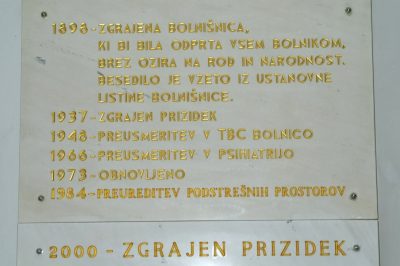 1898-ZGRAJENA BOLNIŠNICA,
KI BI BILA ODPRTA VSEM BOLNIKOM,
BREZ OZIRA NA ROD IN NARODNOST.
BESEDILO JE VZETO IZ USTANOVNE
LISTINE BOLNIŠNICE.
1937-ZGRAJEN PRIZIDEK
1948-PREUSMERITEV V TBC BOLNICO
1966-PREUSMERITEV V PSIHIATRIJO
1973-OBNOVLJENO
1984-PREUREDITEV PODSTREŠNIH PROSTOROV
2000 - ZGRAJEN PRIZIDEK